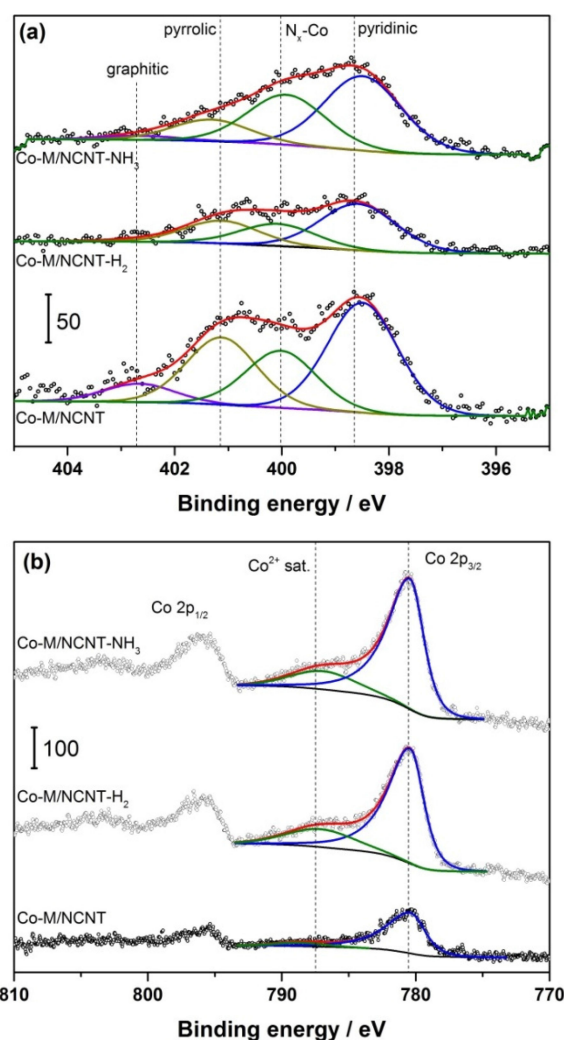 (a)
pyrrolic
Nₓ-Co
pyridinic
graphitic
Co-M/NCNT-NH₃
Co-M/NCNT-H₂
50
Co-M/NCNT
404 402 400 398 396
Binding energy / eV
(b)
Co²⁺ sat.
Co 2p₃/₂
Co 2p₁/₂
Co-M/NCNT-NH₃
100
Co-M/NCNT-H₂
Co-M/NCNT
810 800 790 780 770
Binding energy / eV